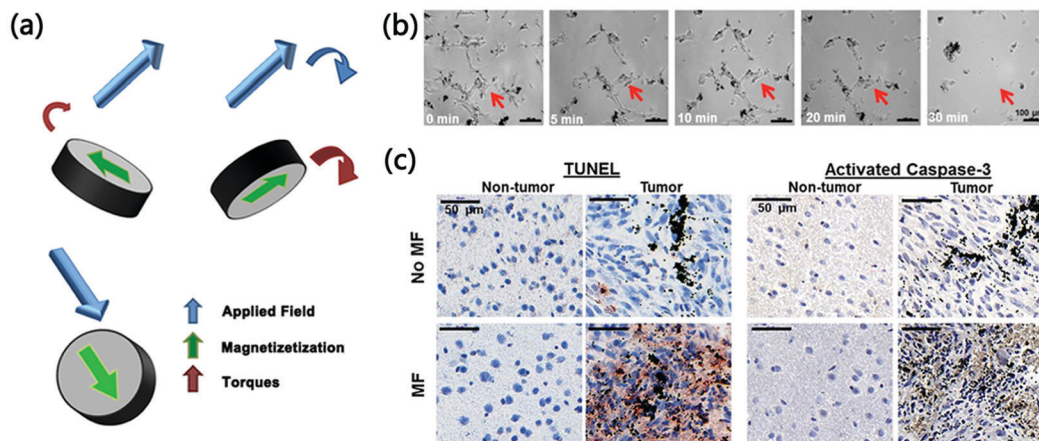 (a)
Applied Field
Magnetizetization
Torques
(b)
0 min
5 min
10 min
20 min
30 min
100 µm
(c)
TUNEL
Non-tumor
Tumor
Activated Caspase-3
Non-tumor
Tumor
No MF
50 µm
50 µm
MF